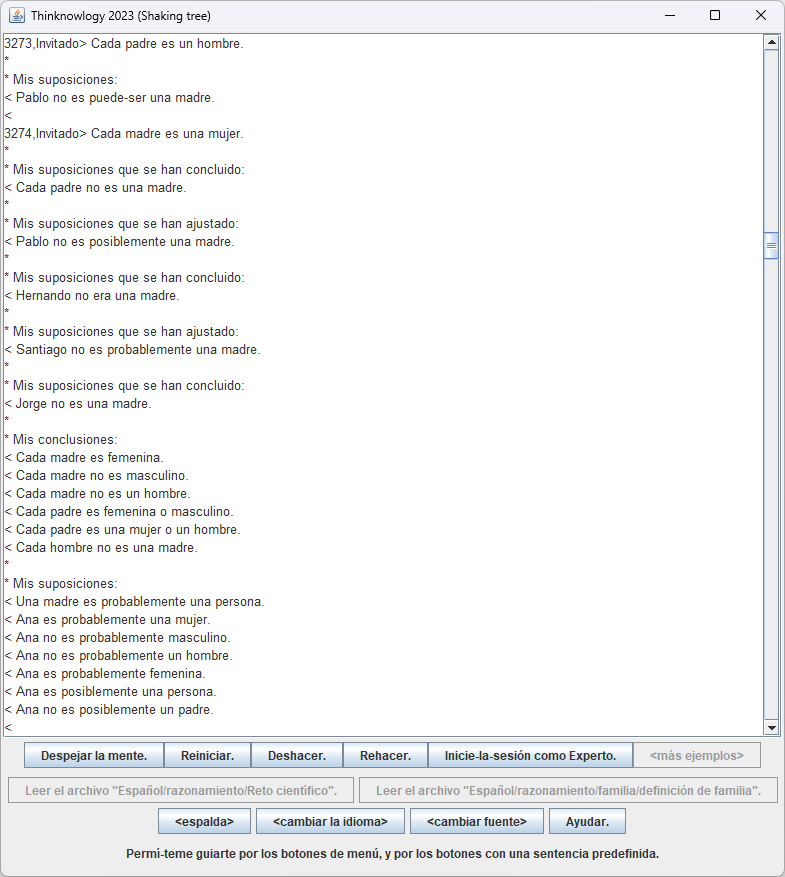 Thinknowlogy 2023 (Shaking tree)
3273,Invitado> Cada padre es un hombre.
*
* Mis suposiciones:
< Pablo no es puede-ser una madre.
<
3274,Invitado> Cada madre es una mujer.
*
* Mis suposiciones que se han concluido:
< Cada padre no es una madre.
*
* Mis suposiciones que se han ajustado:
< Pablo no es posiblemente una madre.
*
* Mis suposiciones que se han concluido:
< Hernando no era una madre.
*
* Mis suposiciones que se han ajustado:
< Santiago no es probablemente una madre.
*
* Mis suposiciones que se han concluido:
< Jorge no es una madre.
*
* Mis conclusiones:
< Cada madre es femenina.
< Cada madre no es masculino.
< Cada madre no es un hombre.
< Cada padre es femenina o masculino.
< Cada padre es una mujer o un hombre.
< Cada hombre no es una madre.
*
* Mis suposiciones:
< Una madre es probablemente una persona.
< Ana es probablemente una mujer.
< Ana no es probablemente masculino.
< Ana no es probablemente un hombre.
< Ana es probablemente femenina.
< Ana es posiblemente una persona.
< Ana no es posiblemente un padre.
<
Despejar la mente. Reiniciar. Deshacer. Rehacer. Inicie-la-sesión como Experto. <más ejemplos>
Leer el archivo "Español/razonamiento/Reto científico". Leer el archivo "Español/razonamiento/familia/definición de familia".
<espalda> <cambiar la idioma> <cambiar fuente> Ayudar.
Permí-teme guiarte por los botones de menú, y por los botones con una sentencia predefinida.